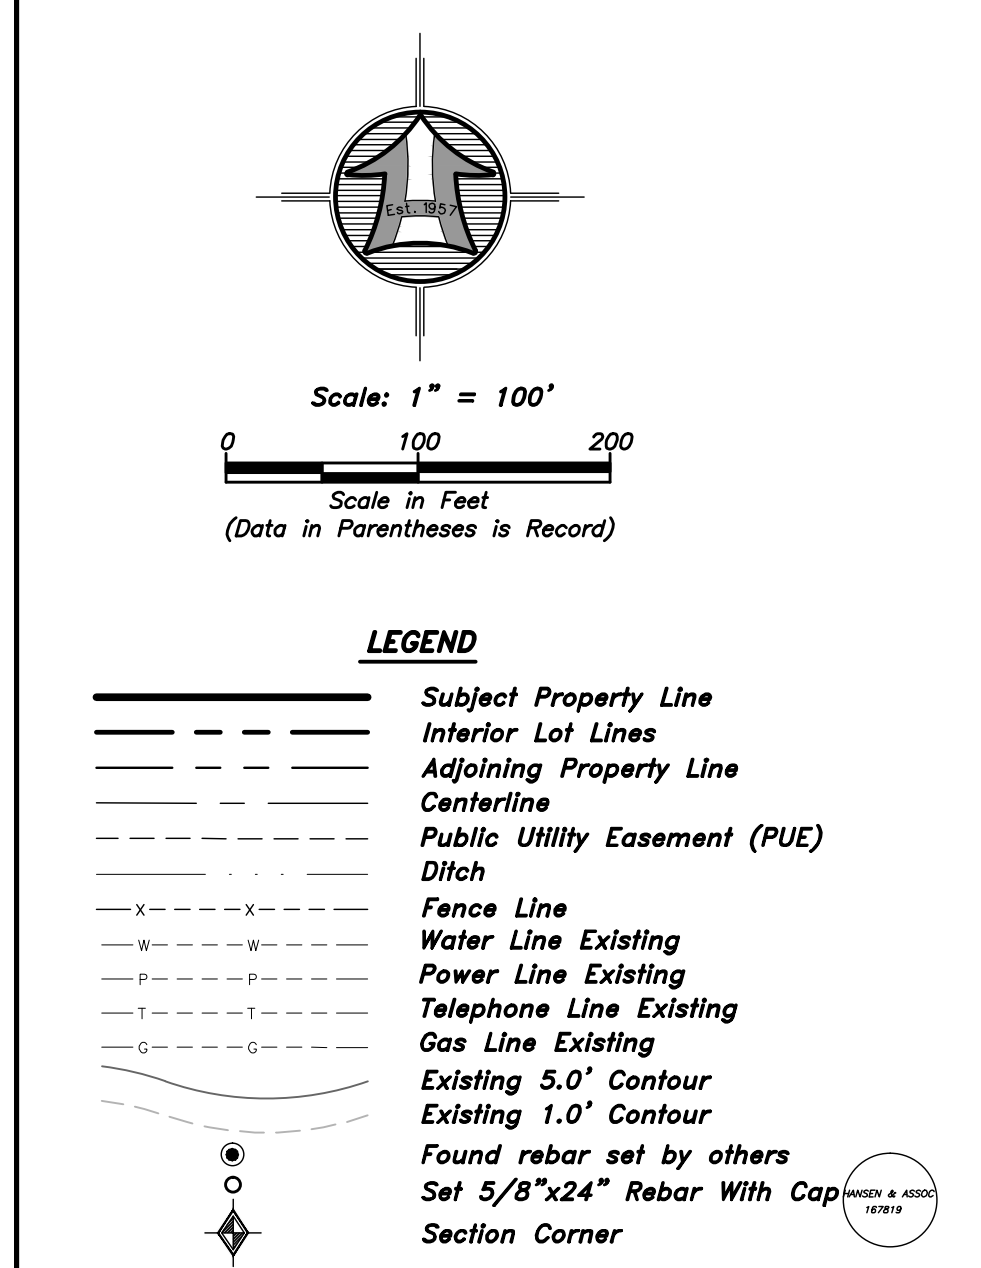 Est. 1957
Scale: 1" = 100'
0 100 200
Scale in Feet
(Data in Parentheses is Record)
LEGEND
Subject Property Line
Interior Lot Lines
Adjoining Property Line
Centerline
Public Utility Easement (PUE)
Ditch
X X Fence Line
W W Water Line Existing
P P Power Line Existing
T T Telephone Line Existing
G G Gas Line Existing
Existing 5.0' Contour
Existing 1.0' Contour
Found rebar set by others
Set 5/8"x24" Rebar With Cap HANSEN & ASSOC
167819
Section Corner